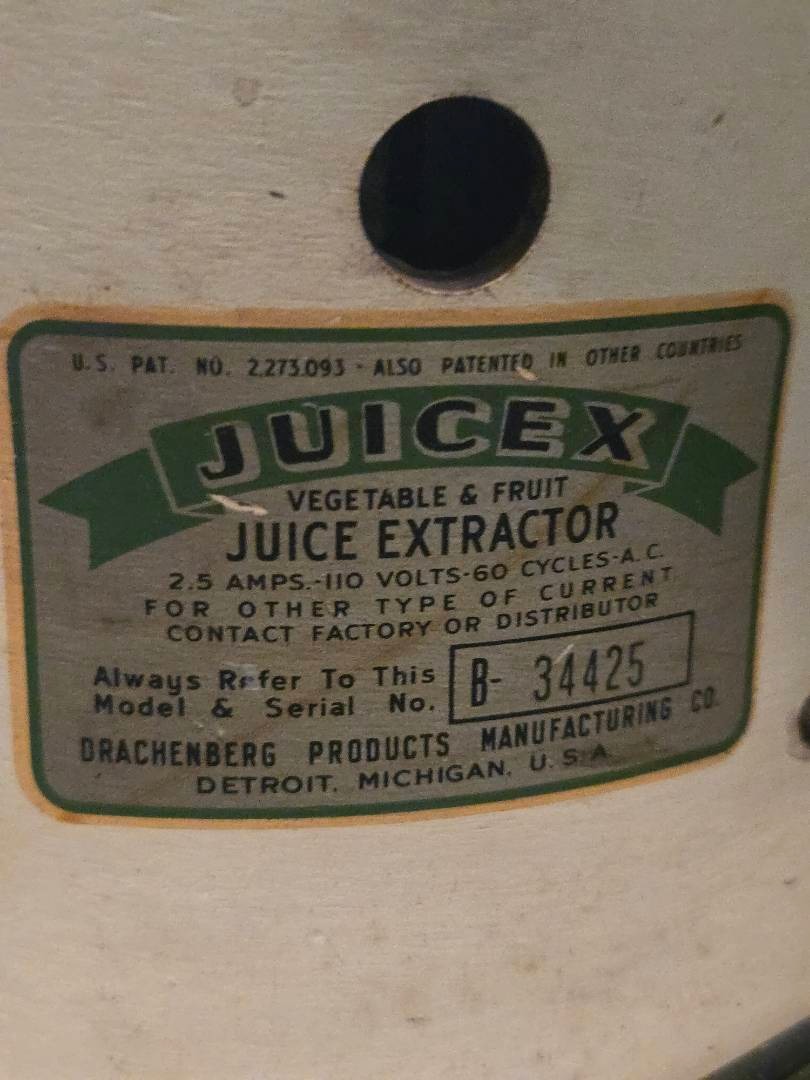 U.S. PAT. NO. 2,273,093 - ALSO PATENTED IN OTHER COUNTRIES
JUICEX
VEGETABLE & FRUIT
JUICE EXTRACTOR
2.5 AMPS.-110 VOLTS-60 CYCLES-A.C.
FOR OTHER TYPE OF CURRENT
CONTACT FACTORY OR DISTRIBUTOR
Always Refer To This
Model & Serial No.
B- 34425
DRACHENBERG PRODUCTS MANUFACTURING CO.
DETROIT, MICHIGAN, U.S.A.